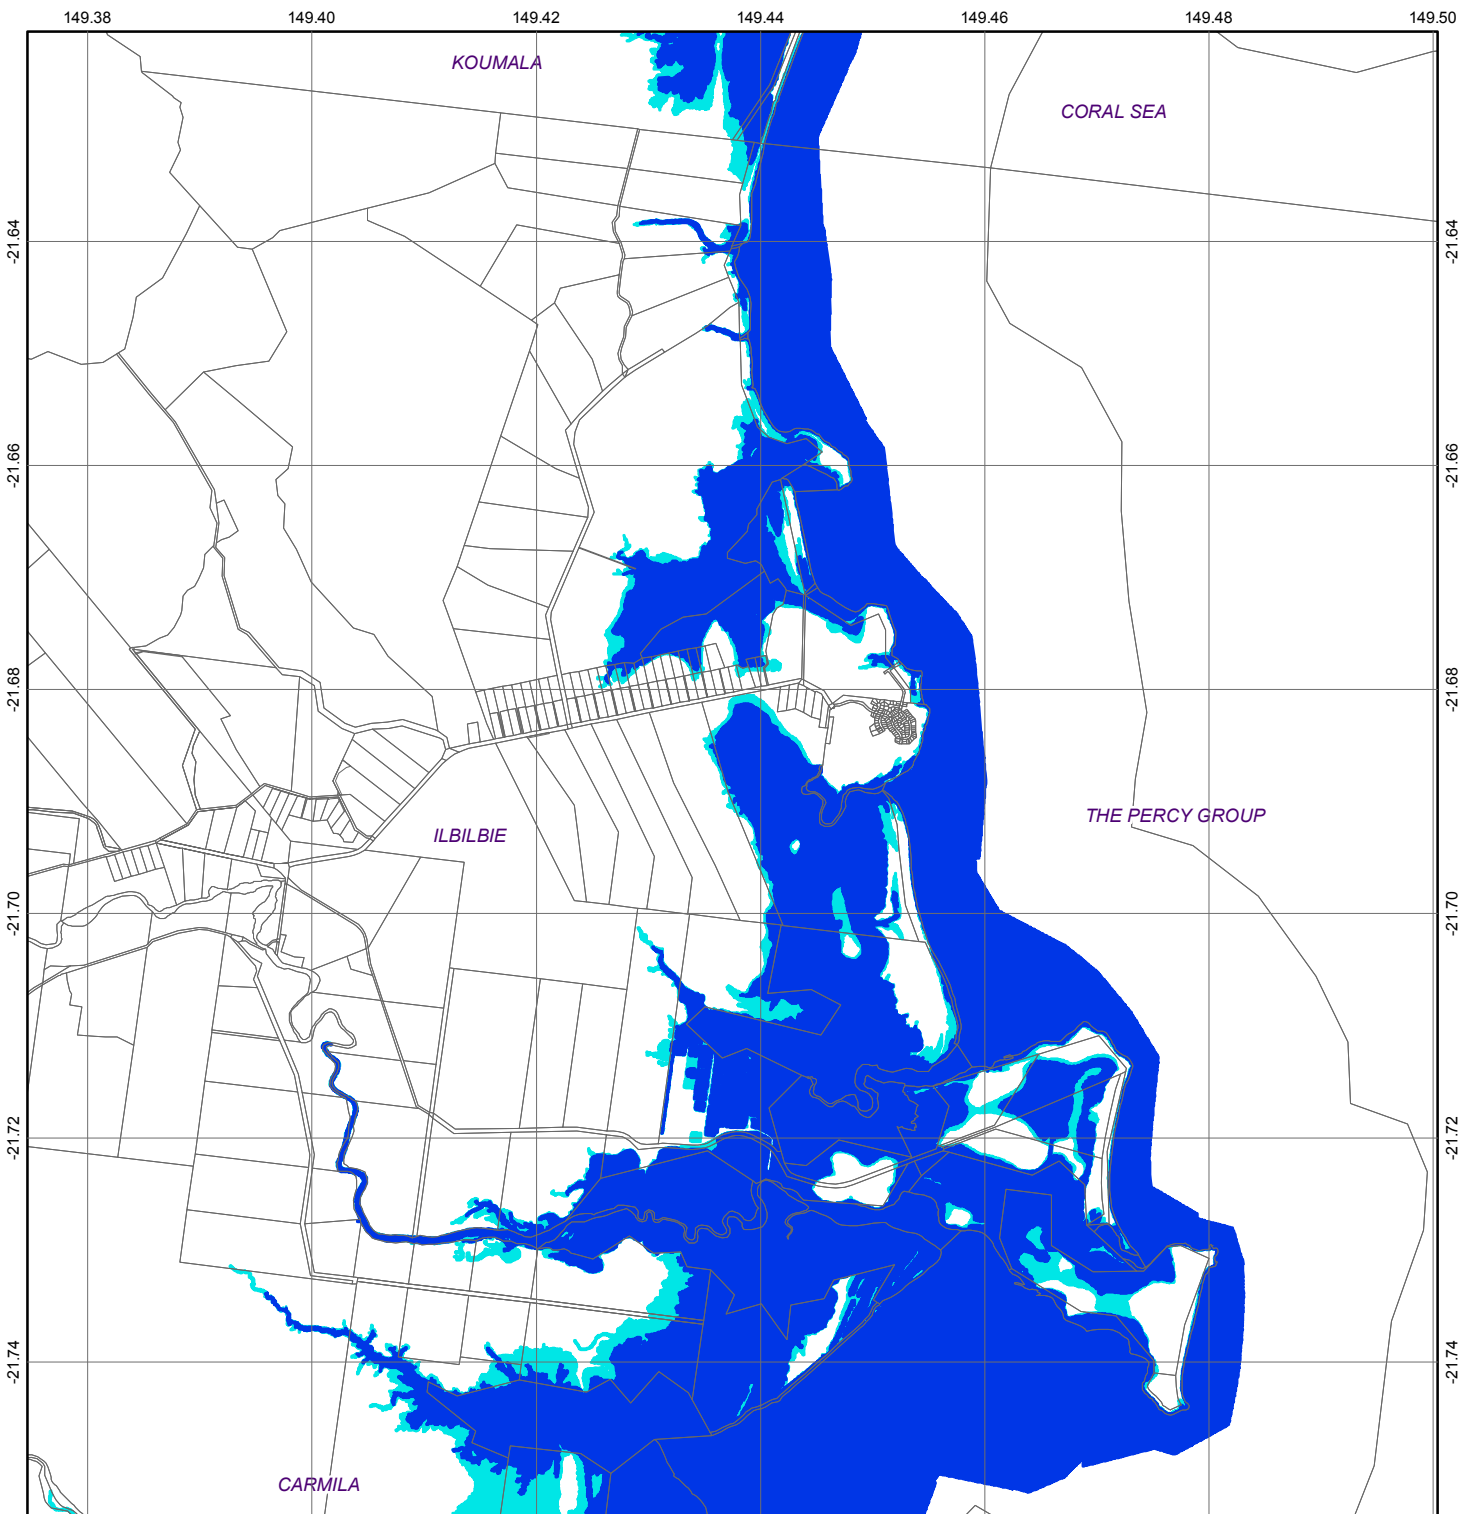 149.38 149.40 149.42 149.44 149.46 149.48 149.50
KOUMALA
CORAL SEA
-21.64 -21.64
-21.66 -21.66
-21.68 -21.68
THE PERCY GROUP
ILBILBIE
-21.70 -21.70
-21.72 -21.72
-21.74 -21.74
CARMILA